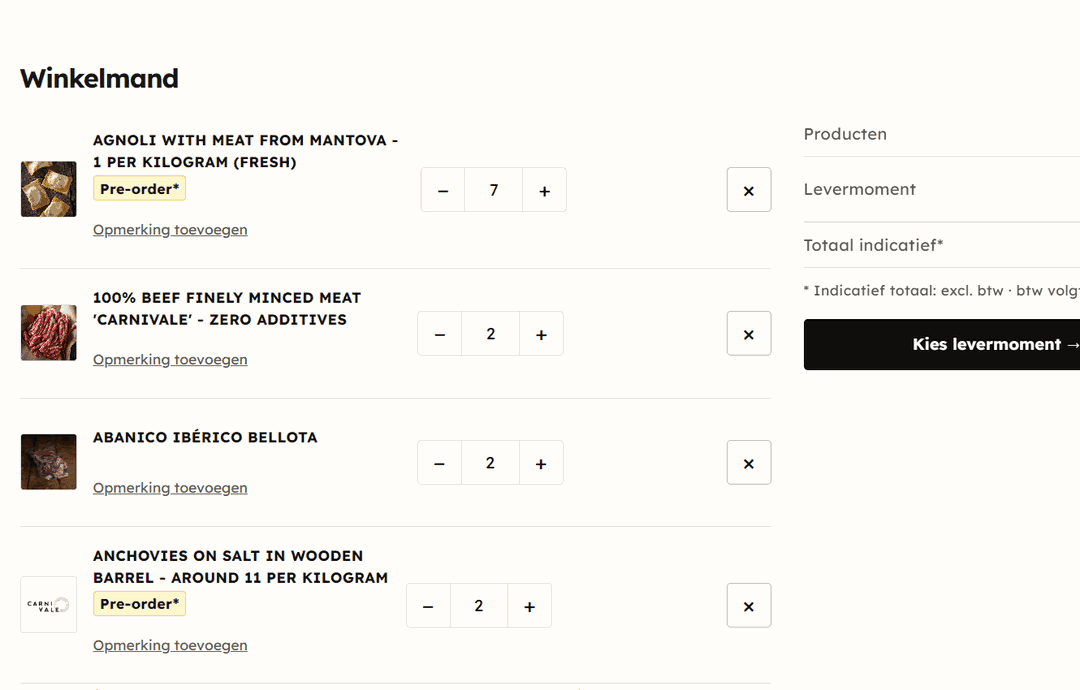 Winkelmand
AGNOLI WITH MEAT FROM MANTOVA -
1 PER KILOGRAM (FRESH)
Pre-order*
Opmerking toevoegen
− 7 +
×
100% BEEF FINELY MINCED MEAT
'CARNIVALE' - ZERO ADDITIVES
Opmerking toevoegen
− 2 +
×
ABANICO IBÉRICO BELLOTA
Opmerking toevoegen
− 2 +
×
ANCHOVIES ON SALT IN WOODEN
BARREL - AROUND 11 PER KILOGRAM
Pre-order*
Opmerking toevoegen
CARNI
VALE
− 2 +
×
Producten
Levermoment
Totaal indicatief*
* Indicatief totaal: excl. btw · btw volgt
Kies levermoment →